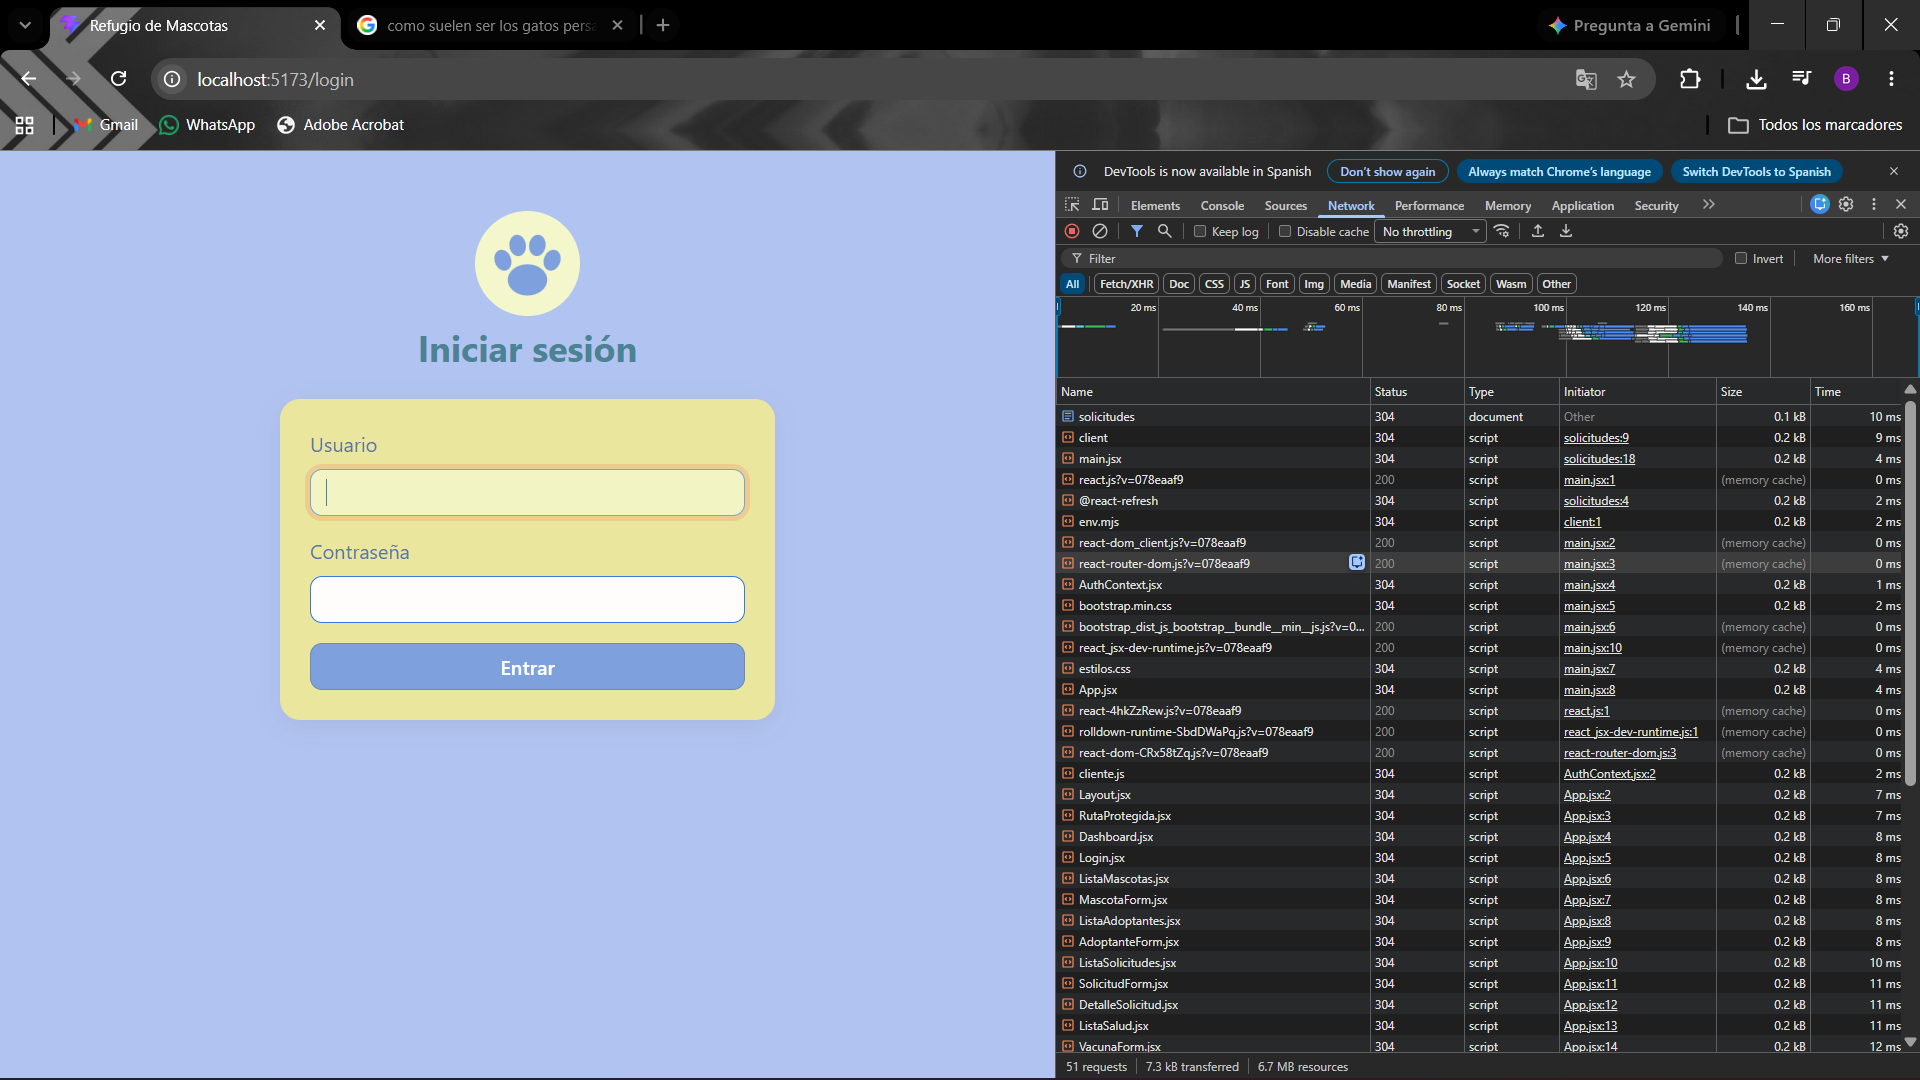 Refugio de Mascotas
como suelen ser los gatos persa
Pregunta a Gemini
localhost:5173/login
B
Gmail
WhatsApp
Adobe Acrobat
Todos los marcadores
Iniciar sesión
Usuario
Contraseña
Entrar
DevTools is now available in Spanish
Don't show again
Always match Chrome's language
Switch DevTools to Spanish
Elements Console Sources Network Performance Memory Application Security
Keep log Disable cache No throttling
Filter Invert More filters
All Fetch/XHR Doc CSS JS Font Img Media Manifest Socket Wasm Other
20 ms 40 ms 60 ms 80 ms 100 ms 120 ms 140 ms 160 ms
Name Status Type Initiator Size Time
solicitudes 304 document Other 0.1 kB 10 ms
client 304 script solicitudes:9 0.2 kB 9 ms
main.jsx 304 script solicitudes:18 0.2 kB 4 ms
react.js?v=078eaaf9 200 script main.jsx:1 (memory cache) 0 ms
@react-refresh 304 script solicitudes:4 0.2 kB 2 ms
env.mjs 304 script client:1 0.2 kB 2 ms
react-dom_client.js?v=078eaaf9 200 script main.jsx:2 (memory cache) 0 ms
react-router-dom.js?v=078eaaf9 200 script main.jsx:3 (memory cache) 0 ms
AuthContext.jsx 304 script main.jsx:4 0.2 kB 1 ms
bootstrap.min.css 304 script main.jsx:5 0.2 kB 2 ms
bootstrap_dist_js_bootstrap__bundle__min__js.js?v=0... 200 script main.jsx:6 (memory cache) 0 ms
react_jsx-dev-runtime.js?v=078eaaf9 200 script main.jsx:10 (memory cache) 0 ms
estilos.css 304 script main.jsx:7 0.2 kB 4 ms
App.jsx 304 script main.jsx:8 0.2 kB 4 ms
react-4hkZzRew.js?v=078eaaf9 200 script react.js:1 (memory cache) 0 ms
rolldown-runtime-SbdDWaPq.js?v=078eaaf9 200 script react_jsx-dev-runtime.js:1 (memory cache) 0 ms
react-dom-CRx58tZq.js?v=078eaaf9 200 script react-router-dom.js:3 (memory cache) 0 ms
cliente.js 304 script AuthContext.jsx:2 0.2 kB 2 ms
Layout.jsx 304 script App.jsx:2 0.2 kB 7 ms
RutaProtegida.jsx 304 script App.jsx:3 0.2 kB 7 ms
Dashboard.jsx 304 script App.jsx:4 0.2 kB 8 ms
Login.jsx 304 script App.jsx:5 0.2 kB 8 ms
ListaMascotas.jsx 304 script App.jsx:6 0.2 kB 8 ms
MascotaForm.jsx 304 script App.jsx:7 0.2 kB 8 ms
ListaAdoptantes.jsx 304 script App.jsx:8 0.2 kB 8 ms
AdoptanteForm.jsx 304 script App.jsx:9 0.2 kB 8 ms
ListaSolicitudes.jsx 304 script App.jsx:10 0.2 kB 10 ms
SolicitudForm.jsx 304 script App.jsx:11 0.2 kB 11 ms
DetalleSolicitud.jsx 304 script App.jsx:12 0.2 kB 11 ms
ListaSalud.jsx 304 script App.jsx:13 0.2 kB 11 ms
VacunaForm.jsx 304 script App.jsx:14 0.2 kB 12 ms
51 requests 7.3 kB transferred 6.7 MB resources